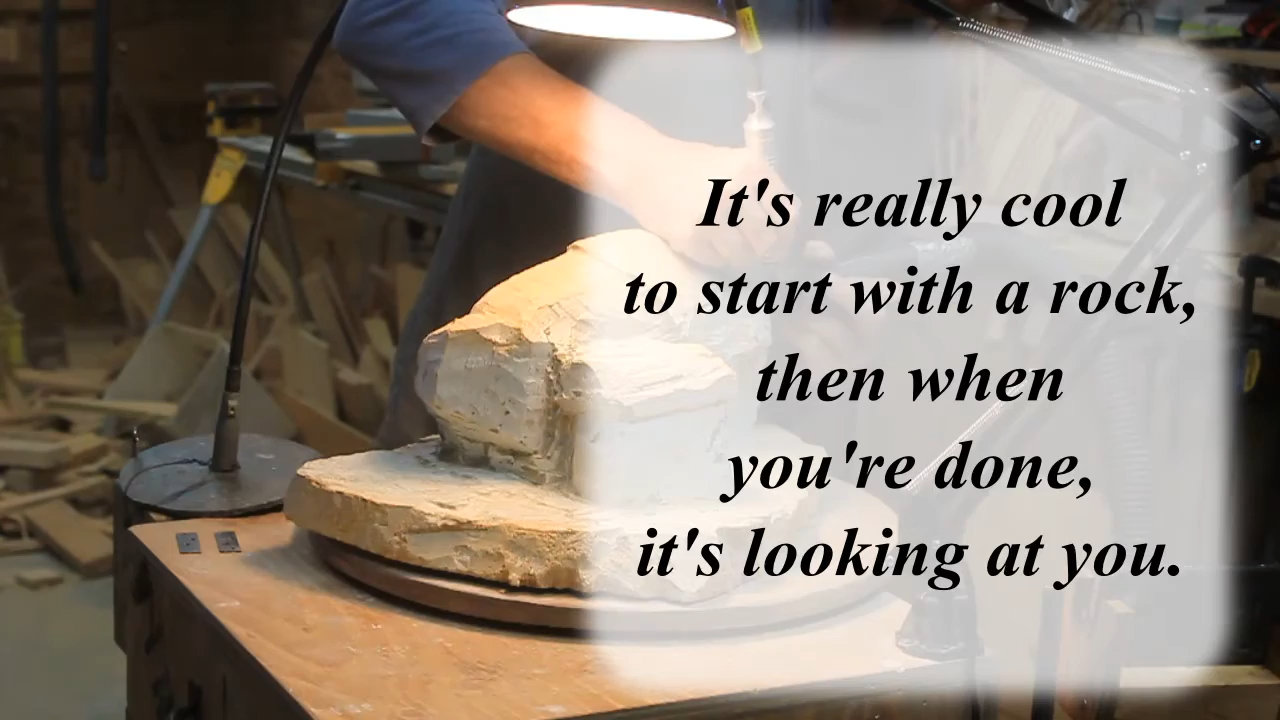 It's really cool
to start with a rock,
then when
you're done,
it's looking at you.